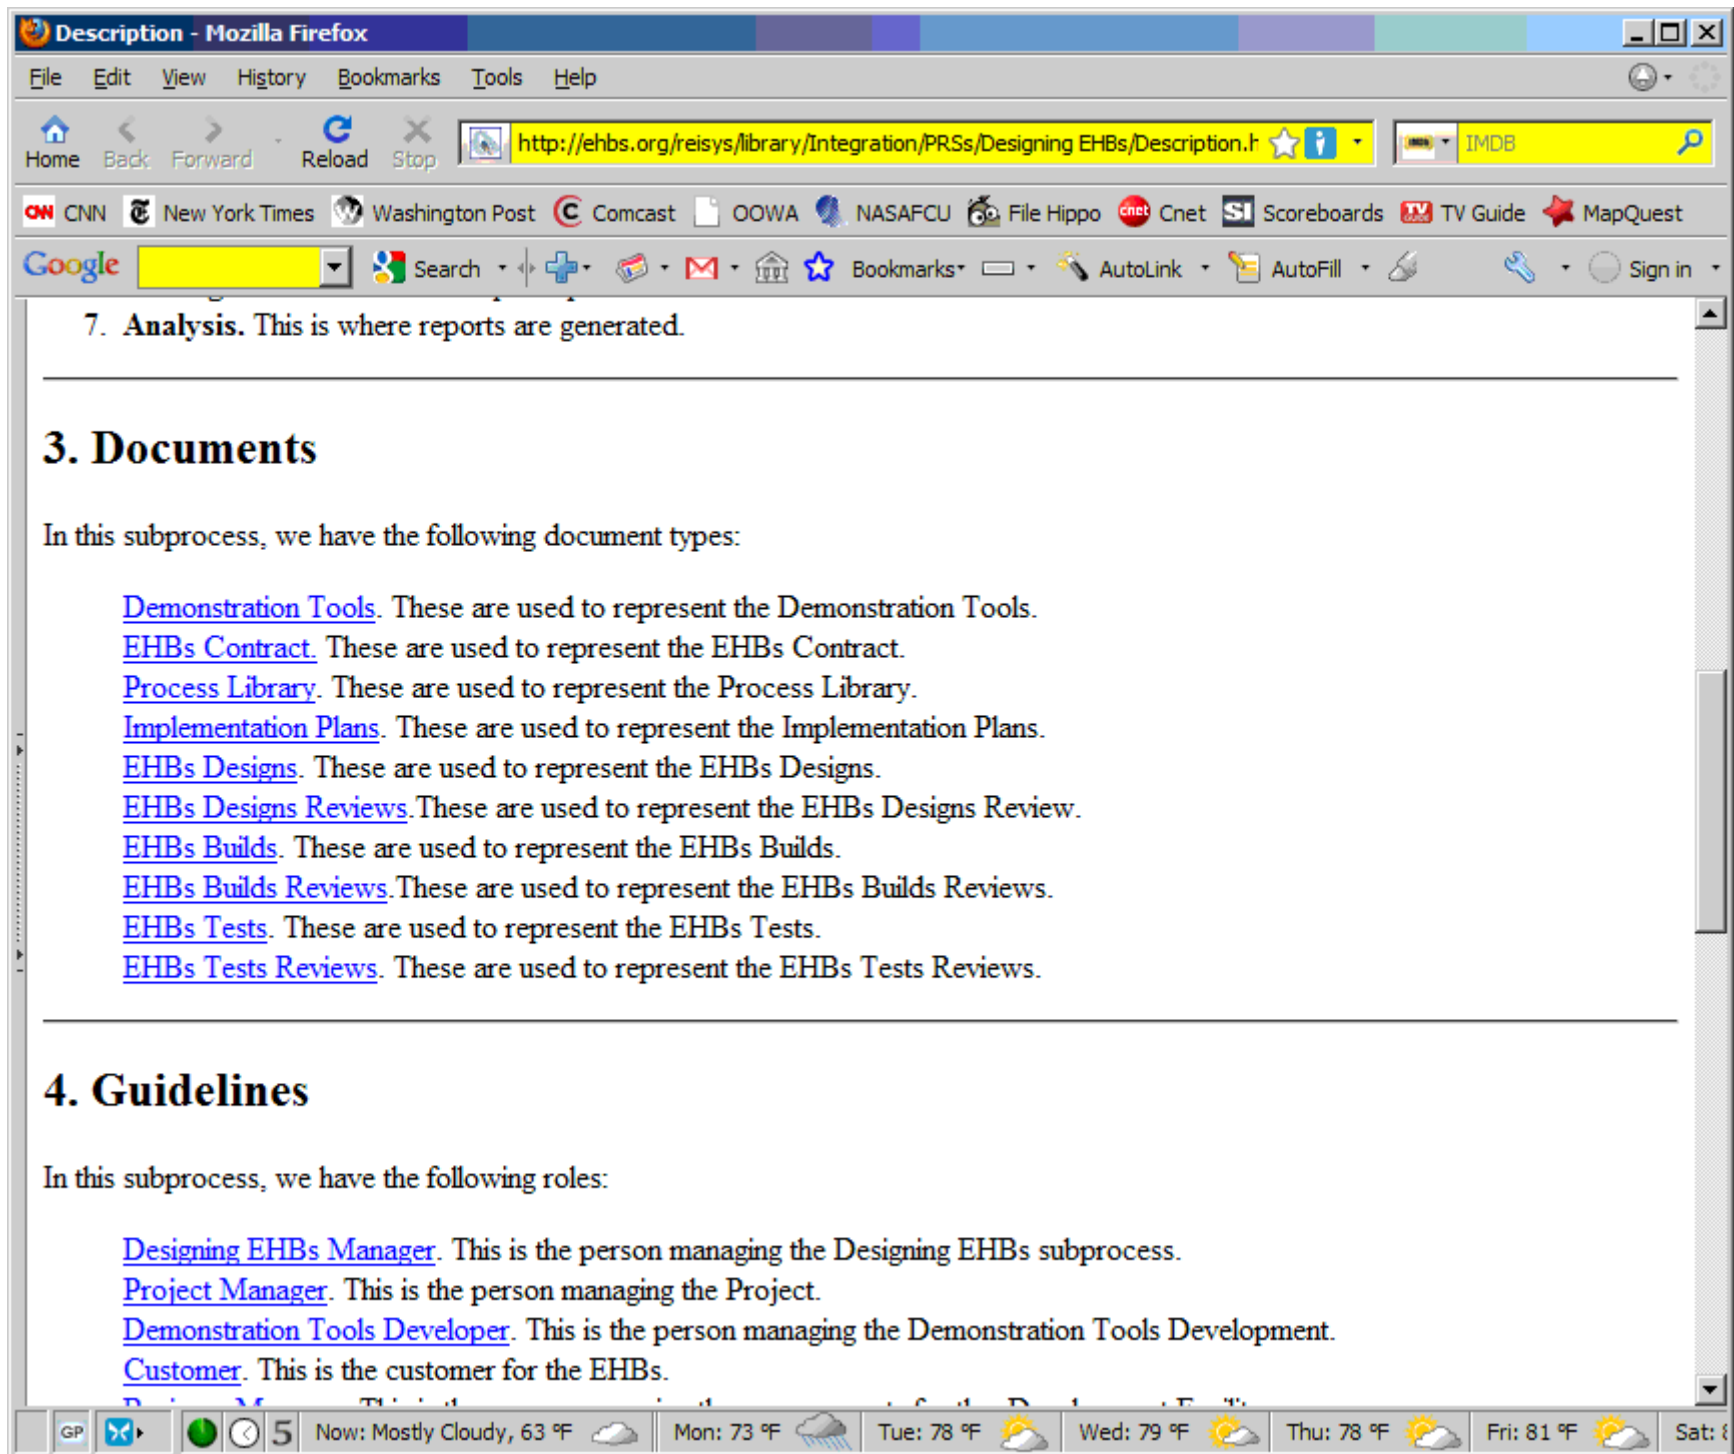 Description - Mozilla Firefox
File Edit View History Bookmarks Tools Help
Home Back Forward Reload Stop http://ehbs.org/reisys/library/Integration/PRSs/Designing EHBs/Description.h IMDB
CNN CNN New York Times Washington Post Comcast OOWA NASAFCU File Hippo cnet Cnet SI Scoreboards TV Guide MapQuest
Google Search Bookmarks AutoLink AutoFill Sign in
7. Analysis. This is where reports are generated.
3. Documents
In this subprocess, we have the following document types:
Demonstration Tools. These are used to represent the Demonstration Tools.
EHBs Contract. These are used to represent the EHBs Contract.
Process Library. These are used to represent the Process Library.
Implementation Plans. These are used to represent the Implementation Plans.
EHBs Designs. These are used to represent the EHBs Designs.
EHBs Designs Reviews.These are used to represent the EHBs Designs Review.
EHBs Builds. These are used to represent the EHBs Builds.
EHBs Builds Reviews.These are used to represent the EHBs Builds Reviews.
EHBs Tests. These are used to represent the EHBs Tests.
EHBs Tests Reviews. These are used to represent the EHBs Tests Reviews.
4. Guidelines
In this subprocess, we have the following roles:
Designing EHBs Manager. This is the person managing the Designing EHBs subprocess.
Project Manager. This is the person managing the Project.
Demonstration Tools Developer. This is the person managing the Demonstration Tools Development.
Customer. This is the customer for the EHBs.
GP 5 Now: Mostly Cloudy, 63 °F Mon: 73 °F Tue: 78 °F Wed: 79 °F Thu: 78 °F Fri: 81 °F Sat: